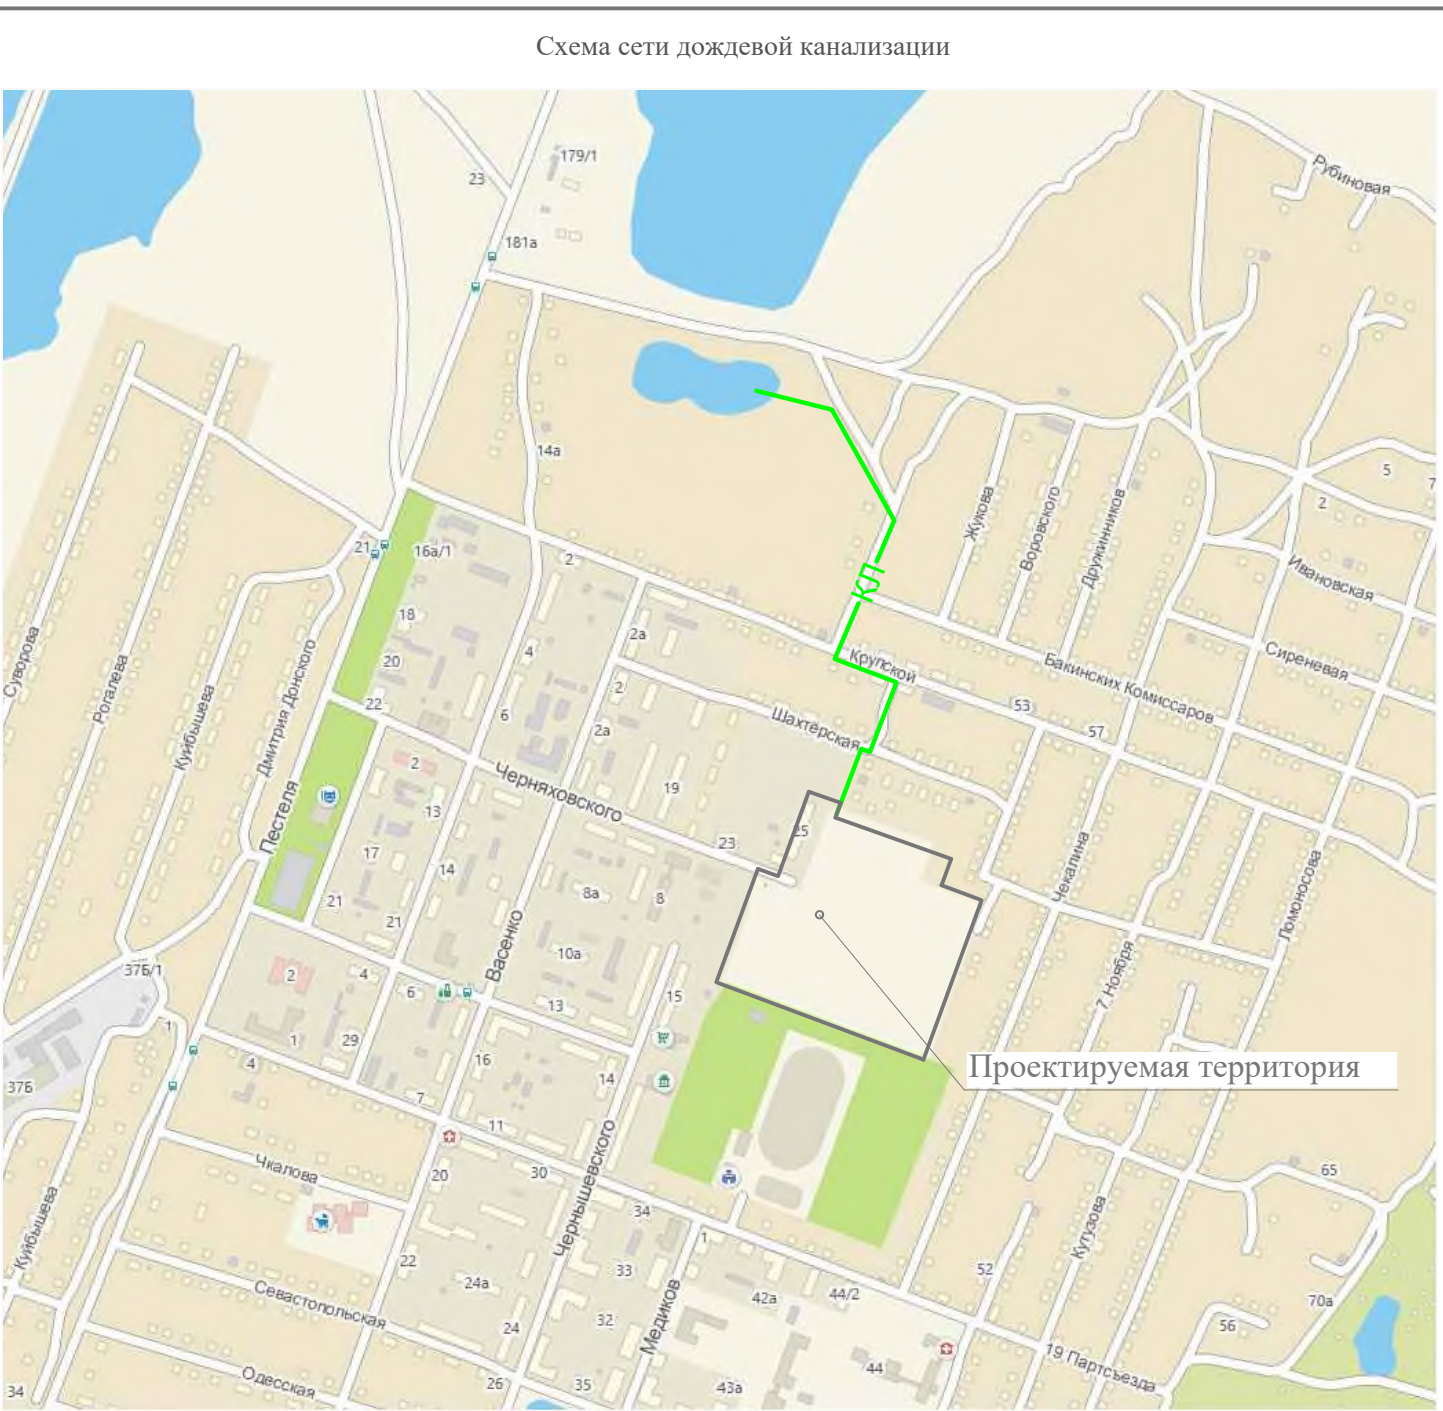 Схема сети дождевой канализации
179/1
23
Рубиновая
181а
14а
5
7
2
Жукова
Воровского
Дружинников
21
16а/1
2
КЛ
Ивановская
18
2а
Суворова
20
4
Крупской
Бакинских Комиссаров
Сиреневая
Рогалева
Куйбышева
Дмитрия Донского
22
2
6
2а
Шахтёрская
53
57
2
Черняховского
19
Пестеля
13
23
25
17
14
8а
8
Чекалина
Ломоносова
21
21
Васенко
10а
7 Ноября
37Б/1
2
4
6
13
15
1
1
29
4
16
14
Проектируемая территория
37Б
7
11
Чкалова
20
30
Чернышевского
65
Куйбышева
34
1
Кутузова
22
24а
33
52
Севастопольская
42а
44/2
70а
24
32
Медиков
56
19 Партсъезда
34
Одесская
26
35
43а
44